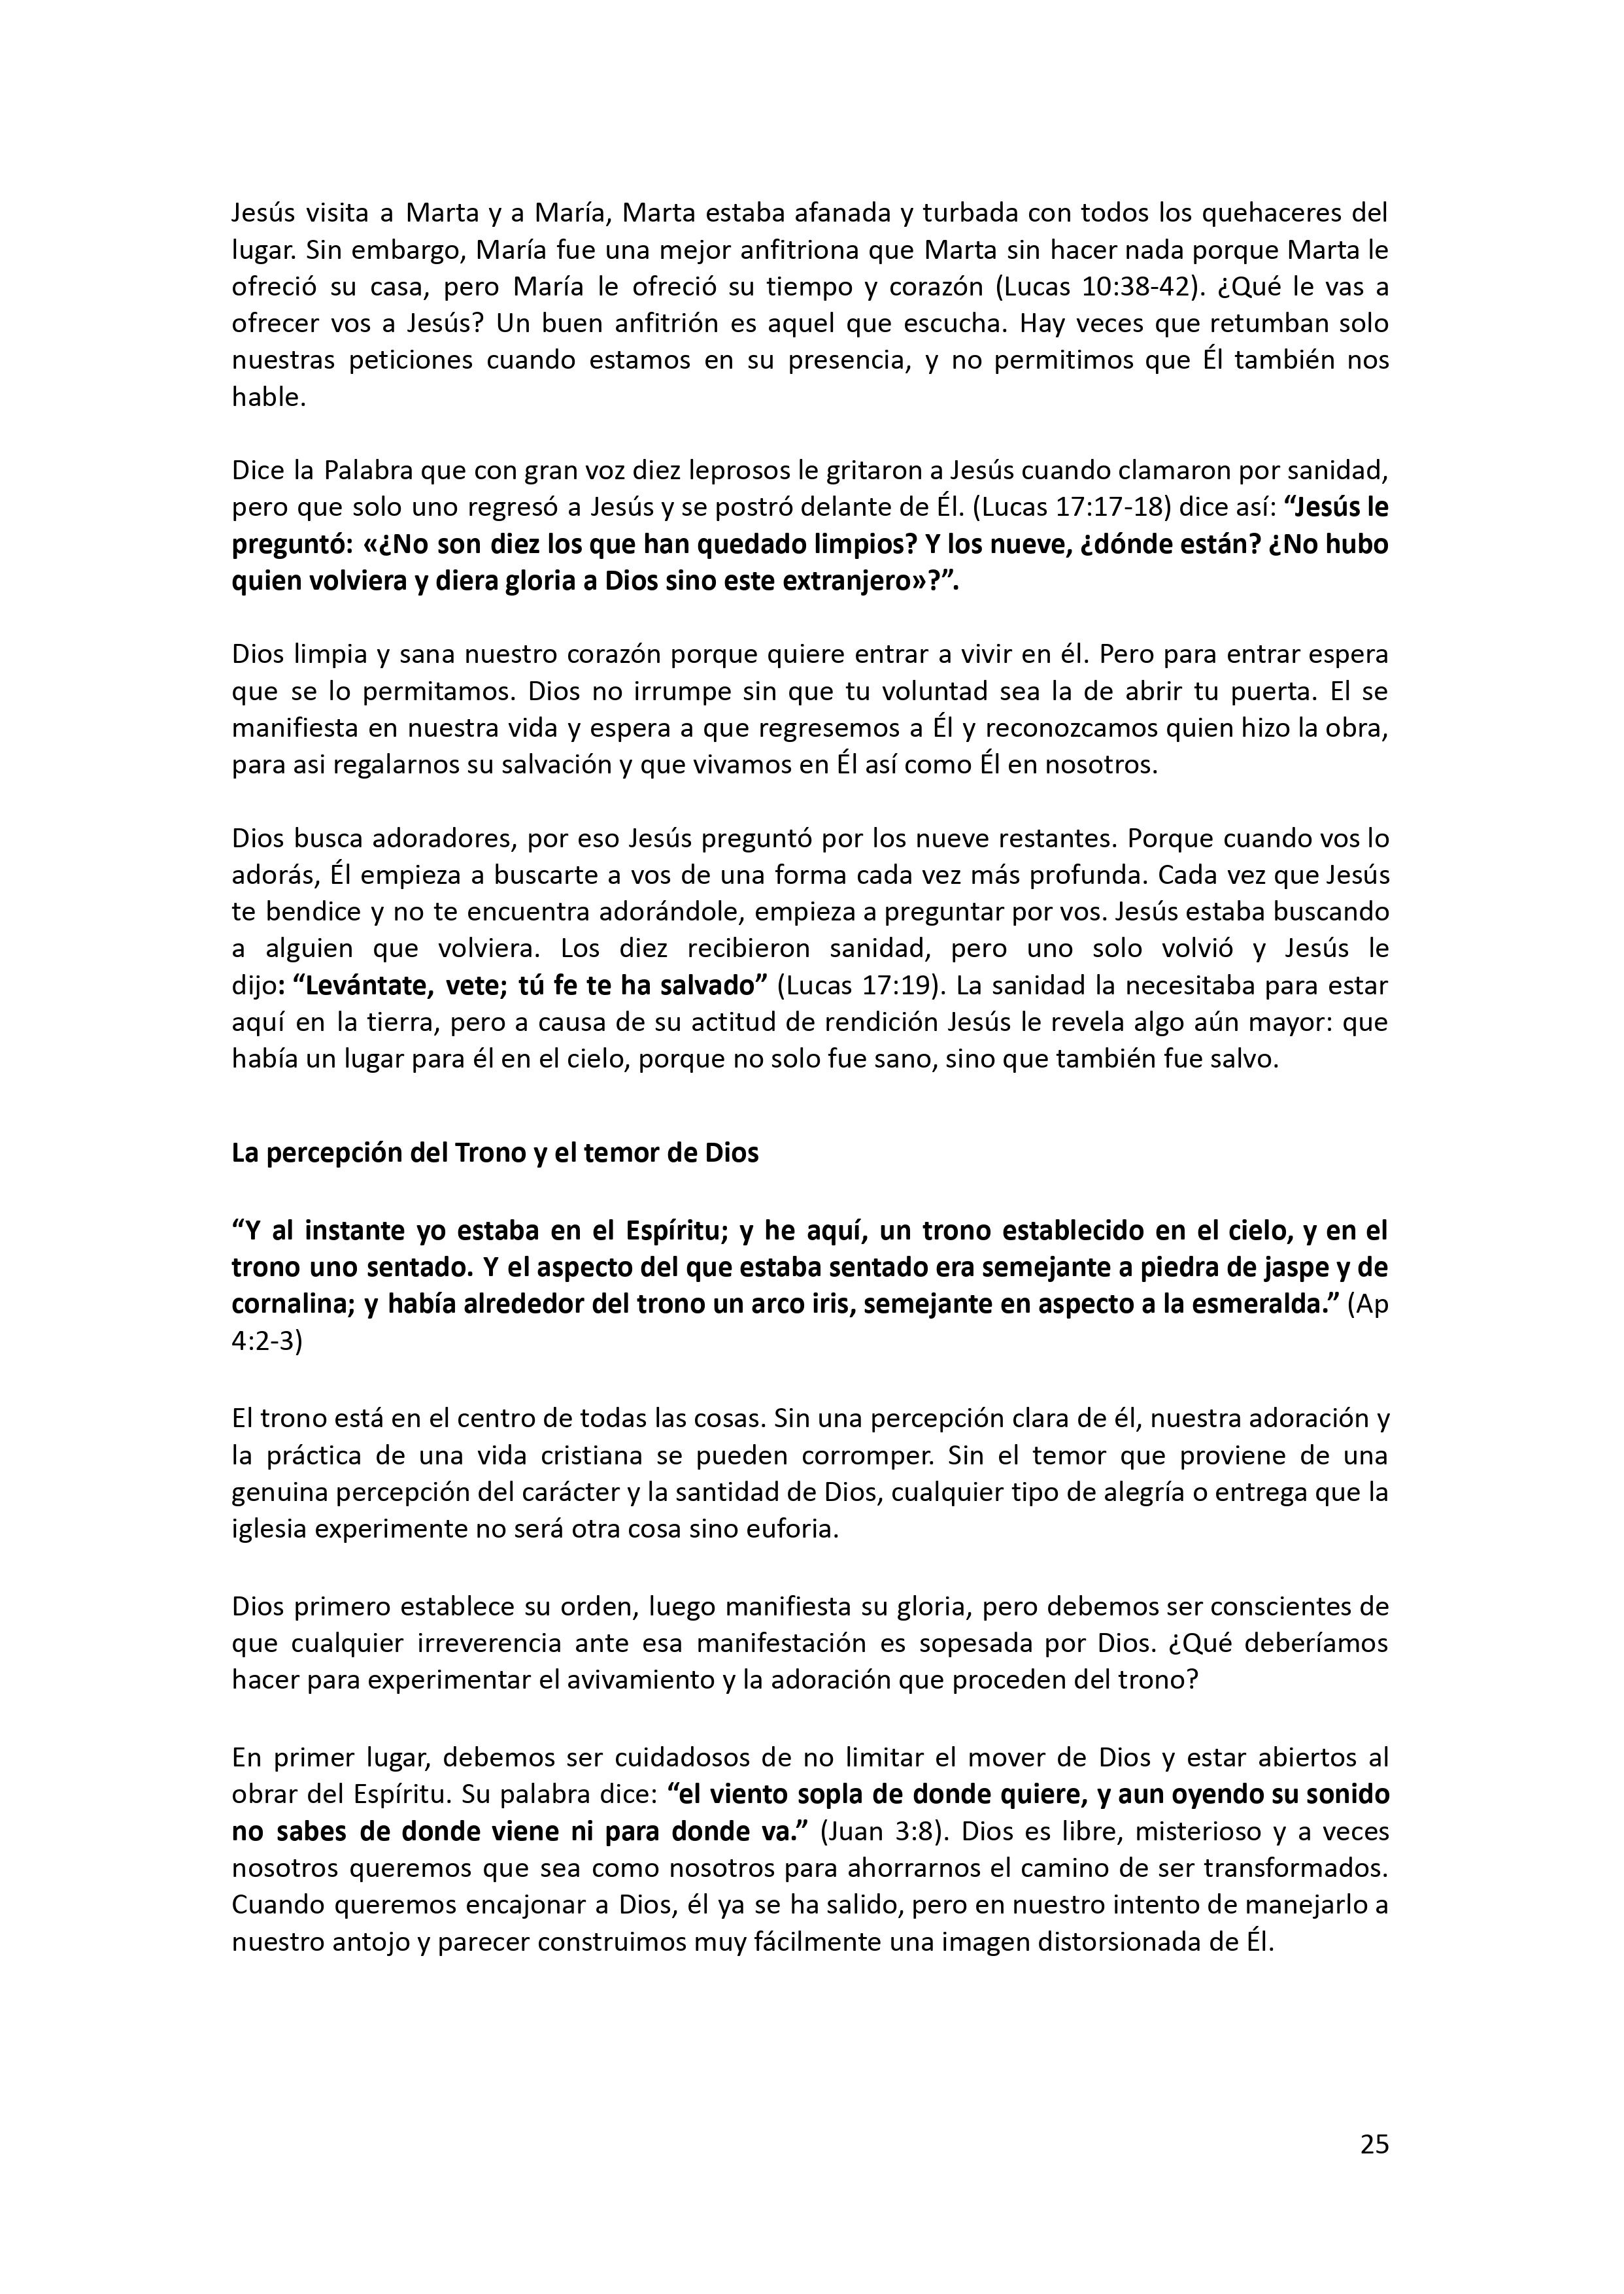 Jesús visita a Marta y a María, Marta estaba afanada y turbada con todos los quehaceres del
lugar. Sin embargo, María fue una mejor anfitriona que Marta sin hacer nada porque Marta le
ofreció su casa, pero María le ofreció su tiempo y corazón (Lucas 10:38-42). ¿Qué le vas a
ofrecer vos a Jesús? Un buen anfitrión es aquel que escucha. Hay veces que retumban solo
nuestras peticiones cuando estamos en su presencia, y no permitimos que Él también nos
hable.
Dice la Palabra que con gran voz diez leprosos le gritaron a Jesús cuando clamaron por sanidad,
pero que solo uno regresó a Jesús y se postró delante de Él. (Lucas 17:17-18) dice así: “Jesús le
preguntó: «¿No son diez los que han quedado limpios? Y los nueve, ¿dónde están? ¿No hubo
quien volviera y diera gloria a Dios sino este extranjero»?”.
Dios limpia y sana nuestro corazón porque quiere entrar a vivir en él. Pero para entrar espera
que se lo permitamos. Dios no irrumpe sin que tu voluntad sea la de abrir tu puerta. El se
manifiesta en nuestra vida y espera a que regresemos a Él y reconozcamos quien hizo la obra,
para asi regalarnos su salvación y que vivamos en Él así como Él en nosotros.
Dios busca adoradores, por eso Jesús preguntó por los nueve restantes. Porque cuando vos lo
adorás, Él empieza a buscarte a vos de una forma cada vez más profunda. Cada vez que Jesús
te bendice y no te encuentra adorándole, empieza a preguntar por vos. Jesús estaba buscando
a alguien que volviera. Los diez recibieron sanidad, pero uno solo volvió y Jesús le
dijo: “Levántate, vete; tú fe te ha salvado” (Lucas 17:19). La sanidad la necesitaba para estar
aquí en la tierra, pero a causa de su actitud de rendición Jesús le revela algo aún mayor: que
había un lugar para él en el cielo, porque no solo fue sano, sino que también fue salvo.
La percepción del Trono y el temor de Dios
“Y al instante yo estaba en el Espíritu; y he aquí, un trono establecido en el cielo, y en el
trono uno sentado. Y el aspecto del que estaba sentado era semejante a piedra de jaspe y de
cornalina; y había alrededor del trono un arco iris, semejante en aspecto a la esmeralda.” (Ap
4:2-3)
El trono está en el centro de todas las cosas. Sin una percepción clara de él, nuestra adoración y
la práctica de una vida cristiana se pueden corromper. Sin el temor que proviene de una
genuina percepción del carácter y la santidad de Dios, cualquier tipo de alegría o entrega que la
iglesia experimente no será otra cosa sino euforia.
Dios primero establece su orden, luego manifiesta su gloria, pero debemos ser conscientes de
que cualquier irreverencia ante esa manifestación es sopesada por Dios. ¿Qué deberíamos
hacer para experimentar el avivamiento y la adoración que proceden del trono?
En primer lugar, debemos ser cuidadosos de no limitar el mover de Dios y estar abiertos al
obrar del Espíritu. Su palabra dice: “el viento sopla de donde quiere, y aun oyendo su sonido
no sabes de donde viene ni para donde va.” (Juan 3:8). Dios es libre, misterioso y a veces
nosotros queremos que sea como nosotros para ahorrarnos el camino de ser transformados.
Cuando queremos encajonar a Dios, él ya se ha salido, pero en nuestro intento de manejarlo a
nuestro antojo y parecer construimos muy fácilmente una imagen distorsionada de Él.
25